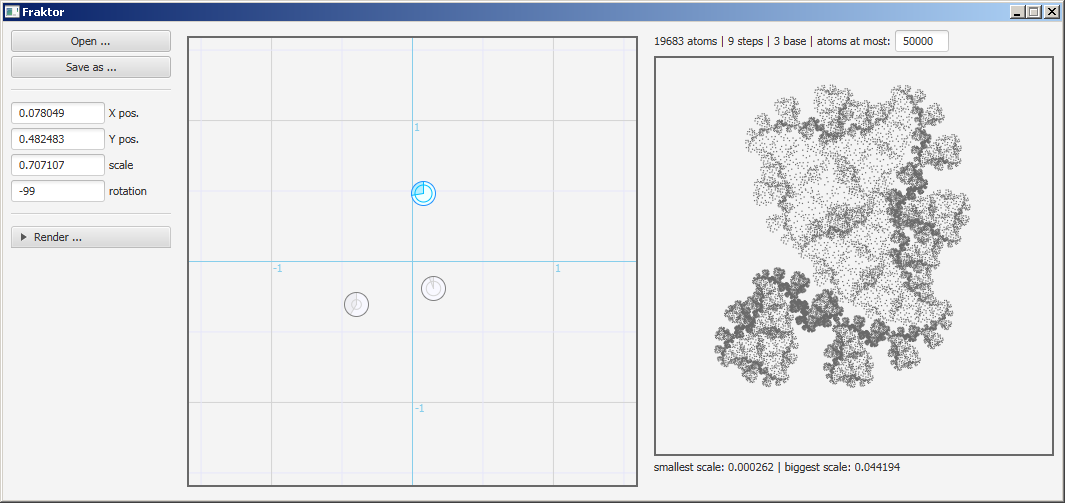 Fraktor
Open ...
Save as ...
0.078049 X pos.
0.482483 Y pos.
0.707107 scale
-99 rotation
Render ...
1
-1
1
-1
19683 atoms | 9 steps | 3 base | atoms at most: 50000
smallest scale: 0.000262 | biggest scale: 0.044194